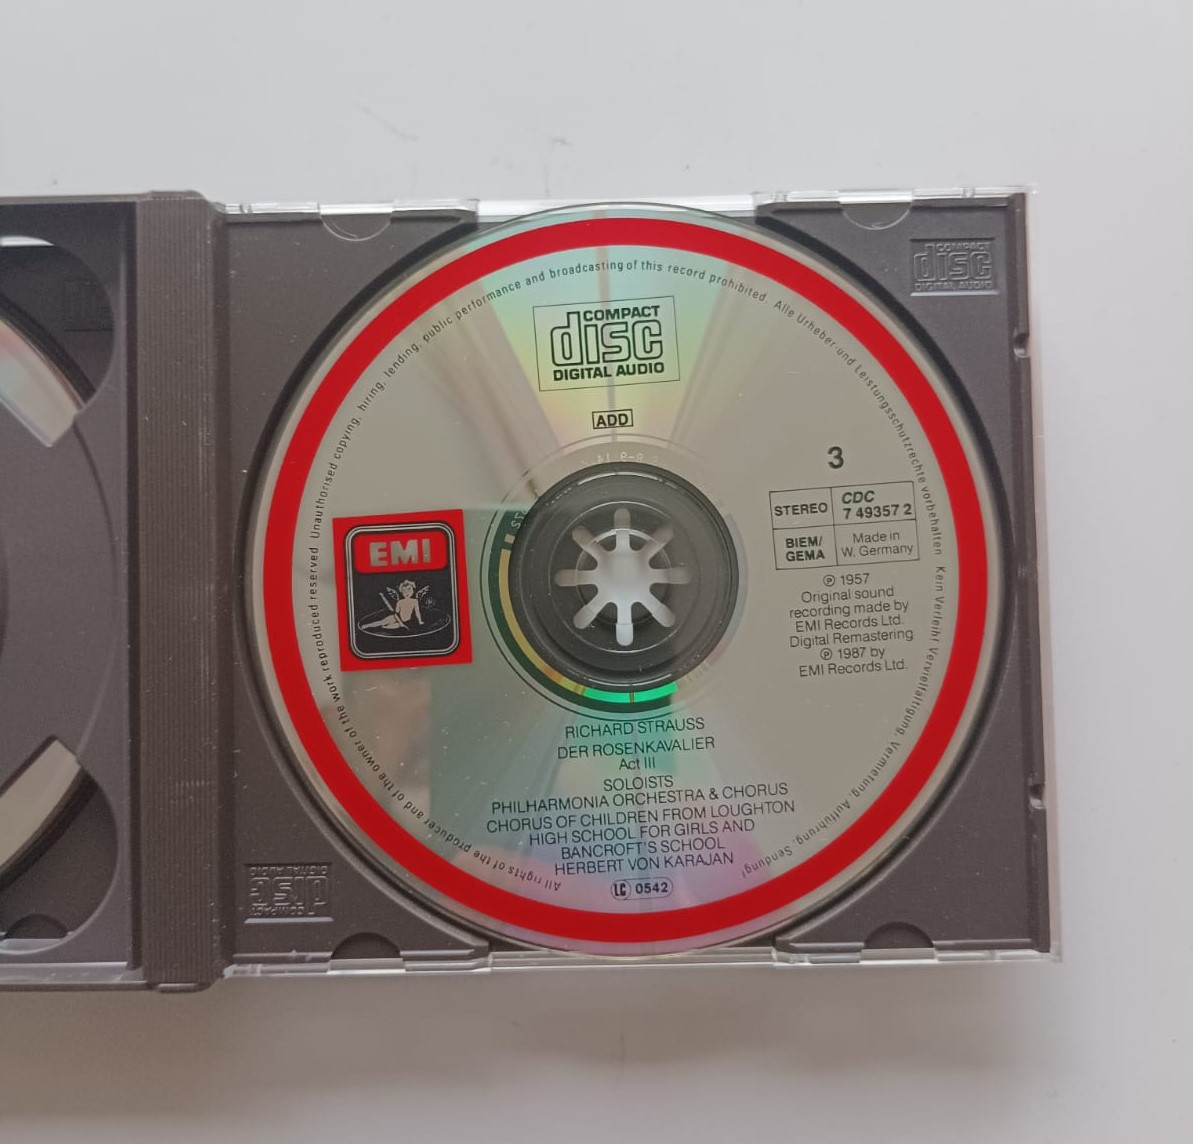 COMPACT
disc
DIGITAL AUDIO
ADD
3
STEREO
CDC
7 49357 2
BIEM/
GEMA
Made in
W. Germany
℗ 1957
Original sound
recording made by
EMI Records Ltd.
Digital Remastering
℗ 1987 by
EMI Records Ltd.
EMI
RICHARD STRAUSS
DER ROSENKAVALIER
Act III
SOLOISTS
PHILHARMONIA ORCHESTRA & CHORUS
CHORUS OF CHILDREN FROM LOUGHTON
HIGH SCHOOL FOR GIRLS AND
BANCROFT'S SCHOOL
HERBERT VON KARAJAN
LC 0542
All rights of the producer and of the owner of the work reproduced reserved. Unauthorised copying, hiring, lending, public performance and broadcasting of this record prohibited. Alle Urheber- und Leistungsschutzrechte vorbehalten. Kein Verleih! Vervielfältigung, Vermietung, Aufführung, Sendung!
COMPACT
disc
DIGITAL AUDIO
COMPACT
disc
DIGITAL AUDIO